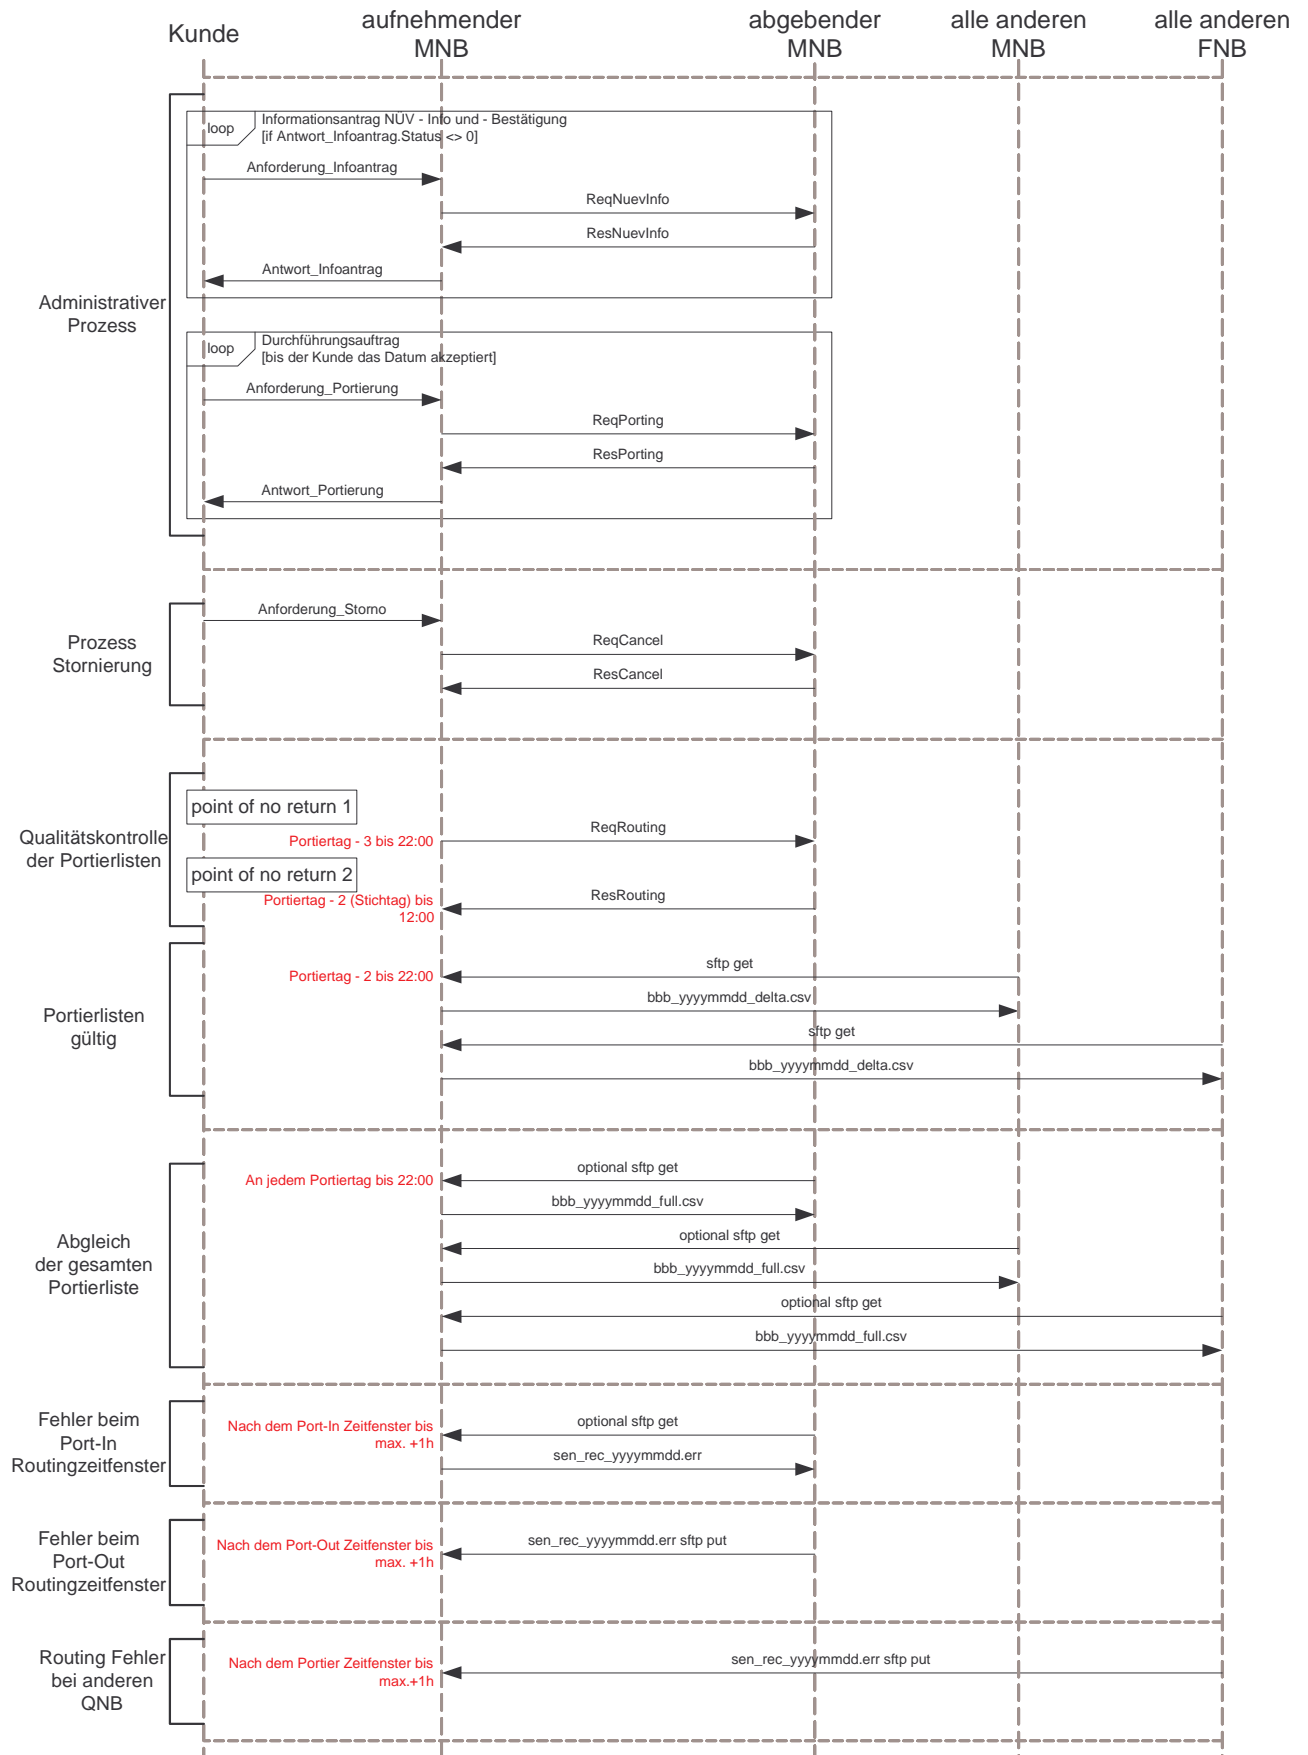 Kunde
aufnehmender
MNB
abgebender
MNB
alle anderen
MNB
alle anderen
FNB
Administrativer
Prozess
loop
Informationsantrag NÜV - Info und - Bestätigung
[if Antwort_Infoantrag.Status <> 0]
Anforderung_Infoantrag
ReqNuevInfo
ResNuevInfo
Antwort_Infoantrag
loop
Durchführungsauftrag
[bis der Kunde das Datum akzeptiert]
Anforderung_Portierung
ReqPorting
ResPorting
Antwort_Portierung
Prozess
Stornierung
Anforderung_Storno
ReqCancel
ResCancel
Qualitätskontrolle
der Portierlisten
point of no return 1
Portiertag - 3 bis 22:00
ReqRouting
point of no return 2
Portiertag - 2 (Stichtag) bis
12:00
ResRouting
Portierlisten
gültig
Portiertag - 2 bis 22:00
sftp get
bbb_yyyymmdd_delta.csv
sftp get
bbb_yyyymmdd_delta.csv
Abgleich
der gesamten
Portierliste
An jedem Portiertag bis 22:00
optional sftp get
bbb_yyyymmdd_full.csv
optional sftp get
bbb_yyyymmdd_full.csv
optional sftp get
bbb_yyyymmdd_full.csv
Fehler beim
Port-In
Routingzeitfenster
Nach dem Port-In Zeitfenster bis
max. +1h
optional sftp get
sen_rec_yyyymmdd.err
Fehler beim
Port-Out
Routingzeitfenster
Nach dem Port-Out Zeitfenster bis
max. +1h
sen_rec_yyyymmdd.err sftp put
Routing Fehler
bei anderen
QNB
Nach dem Portier Zeitfenster bis
max.+1h
sen_rec_yyyymmdd.err sftp put